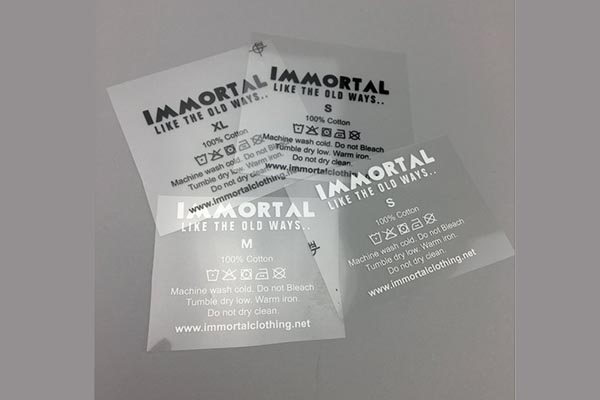 IMMORTAL
LIKE THE OLD WAYS..
XL
100% Cotton
Machine wash cold. Do not Bleach
Tumble dry low. Warm iron.
Do not dry clean.
www.immortalclothing.net
IMMORTAL
LIKE THE OLD WAYS..
S
100% Cotton
Machine wash cold. Do not Bleach
Tumble dry low. Warm iron.
Do not dry clean.
IMMORTAL
LIKE THE OLD WAYS..
M
100% Cotton
Machine wash cold. Do not Bleach
Tumble dry low. Warm iron.
Do not dry clean.
www.immortalclothing.net
IMMORTAL
LIKE THE OLD WAYS..
S
100% Cotton
Machine wash cold. Do not Bleach
Tumble dry low. Warm iron.
Do not dry clean.
www.immortalclothing.net